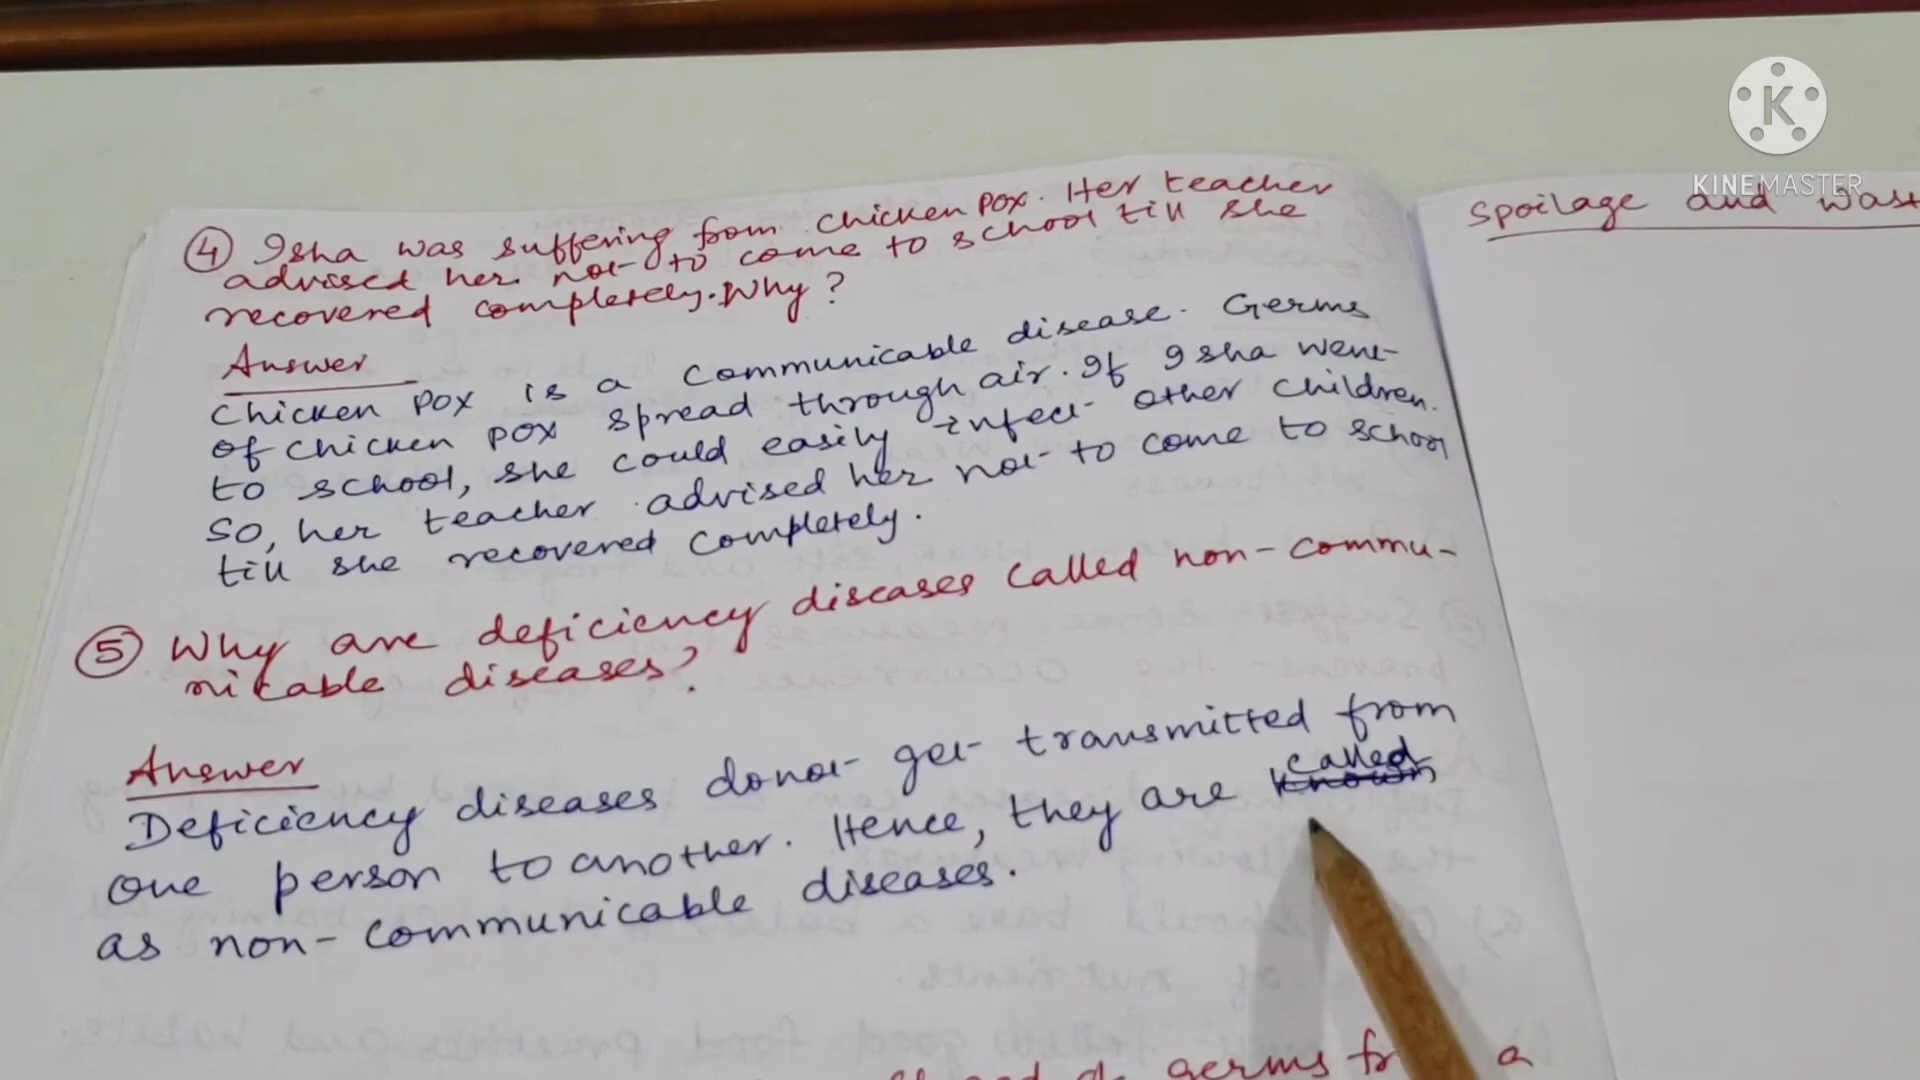 ④ Isha was suffering from chicken pox. Her teacher
advised her not to come to school till she
recovered completely. Why?
Answer
Chicken pox is a communicable disease. Germs
of chicken pox spread through air. If Isha went
to school, she could easily infect other children.
So, her teacher advised her not to come to school
till she recovered completely.
⑤ Why are deficiency diseases called non-commu-
nicable diseases?
Answer
Deficiency diseases donot get transmitted from
one person to another. Hence, they are known called
as non-communicable diseases.
germs a
Spoilage and
K
KINEMASTER